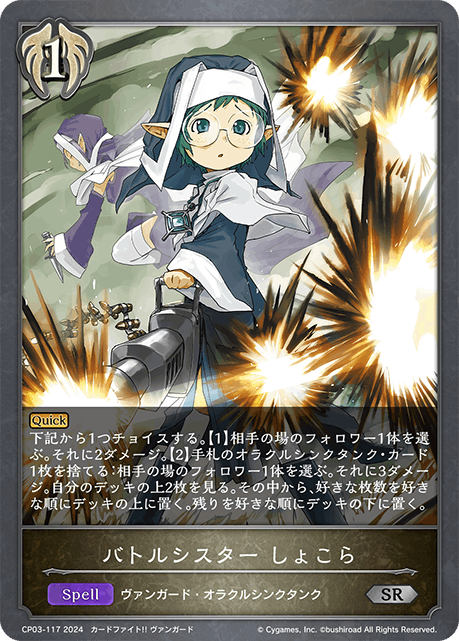 1
Quick
下記から1つチョイスする。【1】相手の場のフォロワー1体を選
ぶ。それに2ダメージ。【2】手札のオラクルシンクタンク・カード
1枚を捨てる：相手の場のフォロワー1体を選ぶ。それに3ダメー
ジ。自分のデッキの上2枚を見る。その中から、好きな枚数を好き
な順にデッキの上に置く。残りを好きな順にデッキの下に置く。
バトルシスター しょこら
Spell ヴァンガード・オラクルシンクタンク SR
CP03-117 2024 カードファイト!! ヴァンガード © Cygames, Inc. ©bushiroad All Rights Reserved.